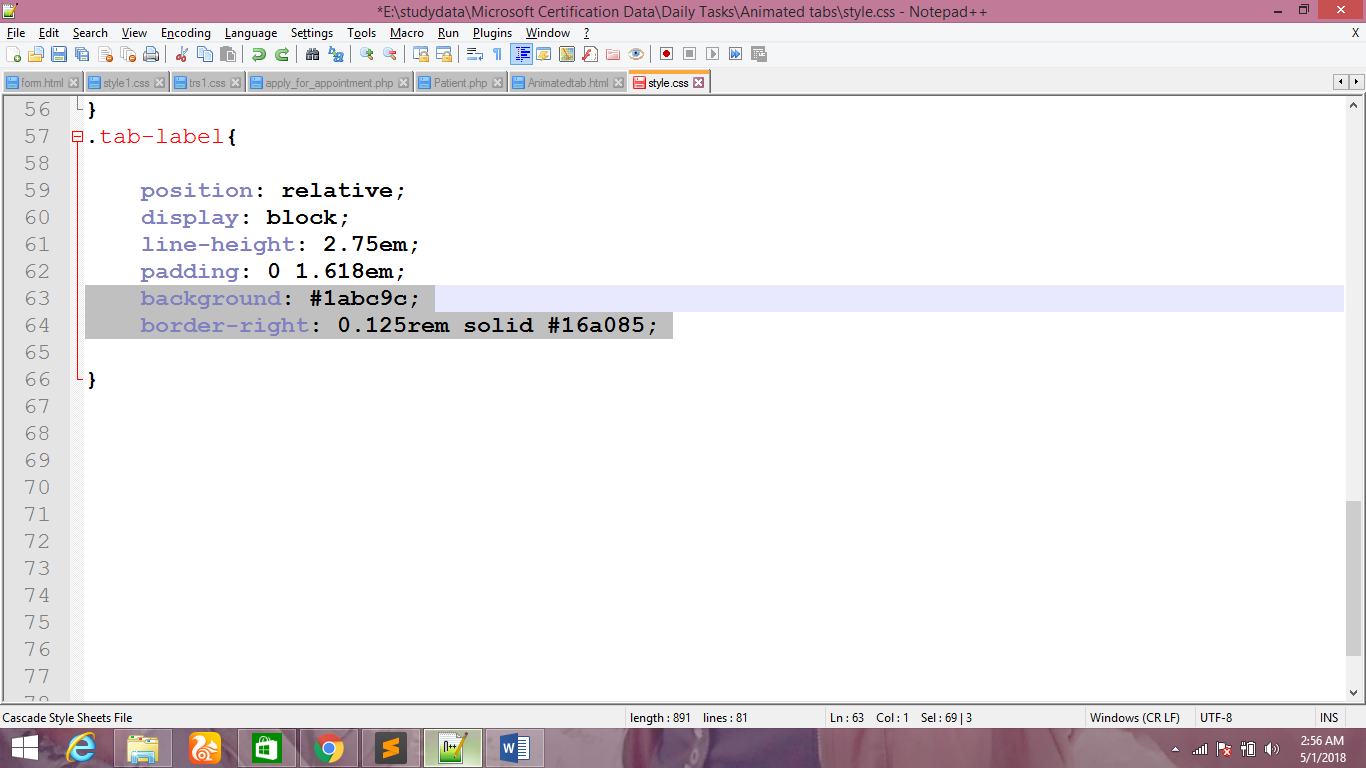 *E:\studydata\Microsoft Certification Data\Daily Tasks\Animated tabs\style.css - Notepad++
File Edit Search View Encoding Language Settings Tools Macro Run Plugins Window ? X
form.html style1.css trs1.css apply_for_appointment.php Patient.php Animatedtab.html style.css
56 }
57 .tab-label{
58
59 position: relative;
60 display: block;
61 line-height: 2.75em;
62 padding: 0 1.618em;
63 background: #1abc9c;
64 border-right: 0.125rem solid #16a085;
65
66 }
67
68
69
70
71
72
73
74
75
76
77
78
Cascade Style Sheets File length : 891 lines : 81 Ln : 63 Col : 1 Sel : 69 | 3 Windows (CR LF) UTF-8 INS
2:56 AM
5/1/2018